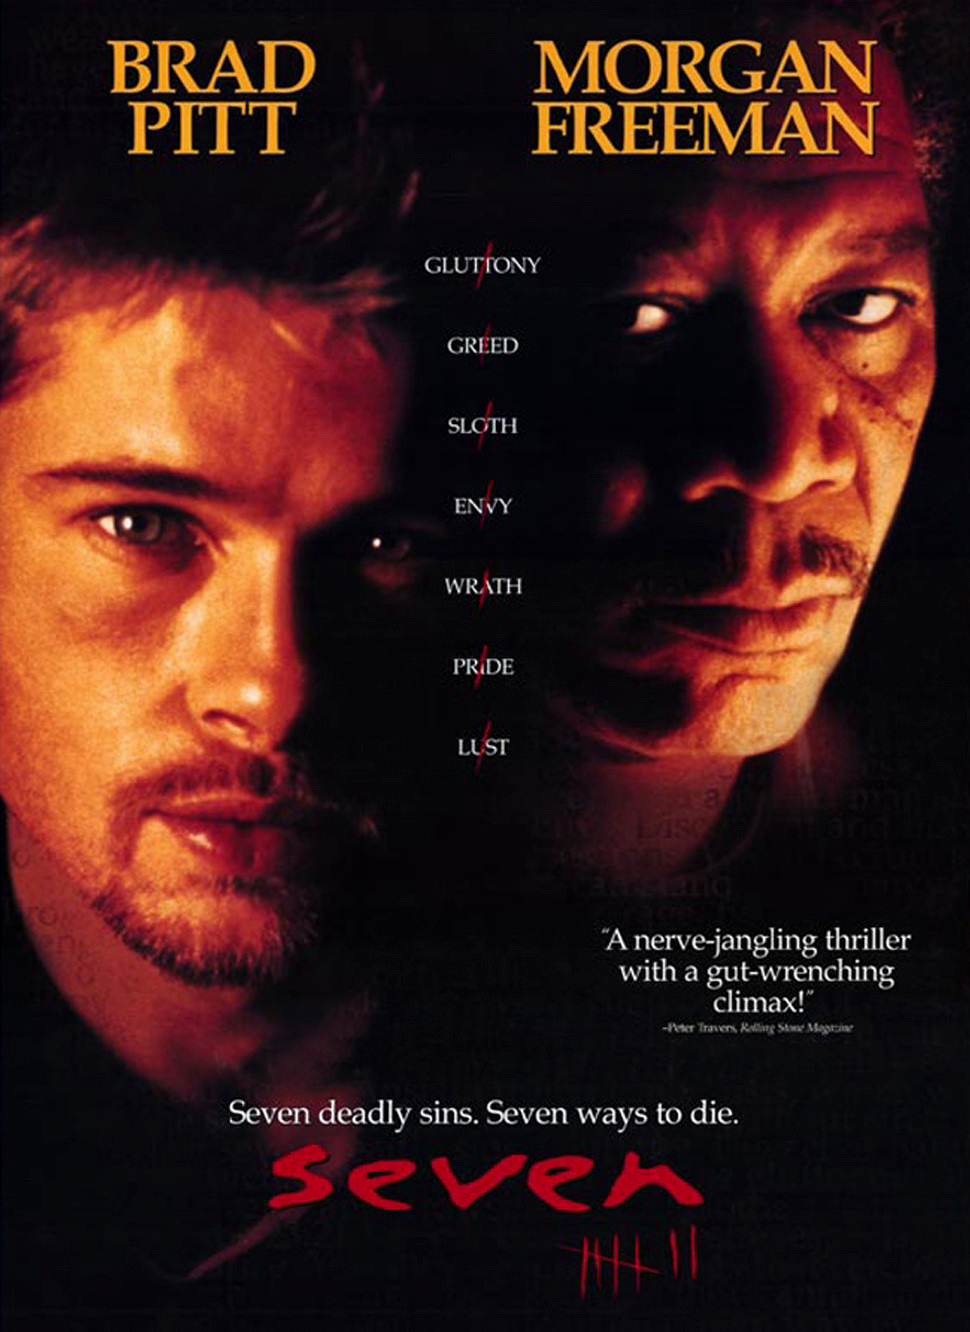 BRAD
PITT
MORGAN
FREEMAN
GLUTTONY
GREED
SLOTH
ENVY
WRATH
PRIDE
LUST
“A nerve-jangling thriller
with a gut-wrenching
climax!”
–Peter Travers, Rolling Stone Magazine
Seven deadly sins. Seven ways to die.
seven